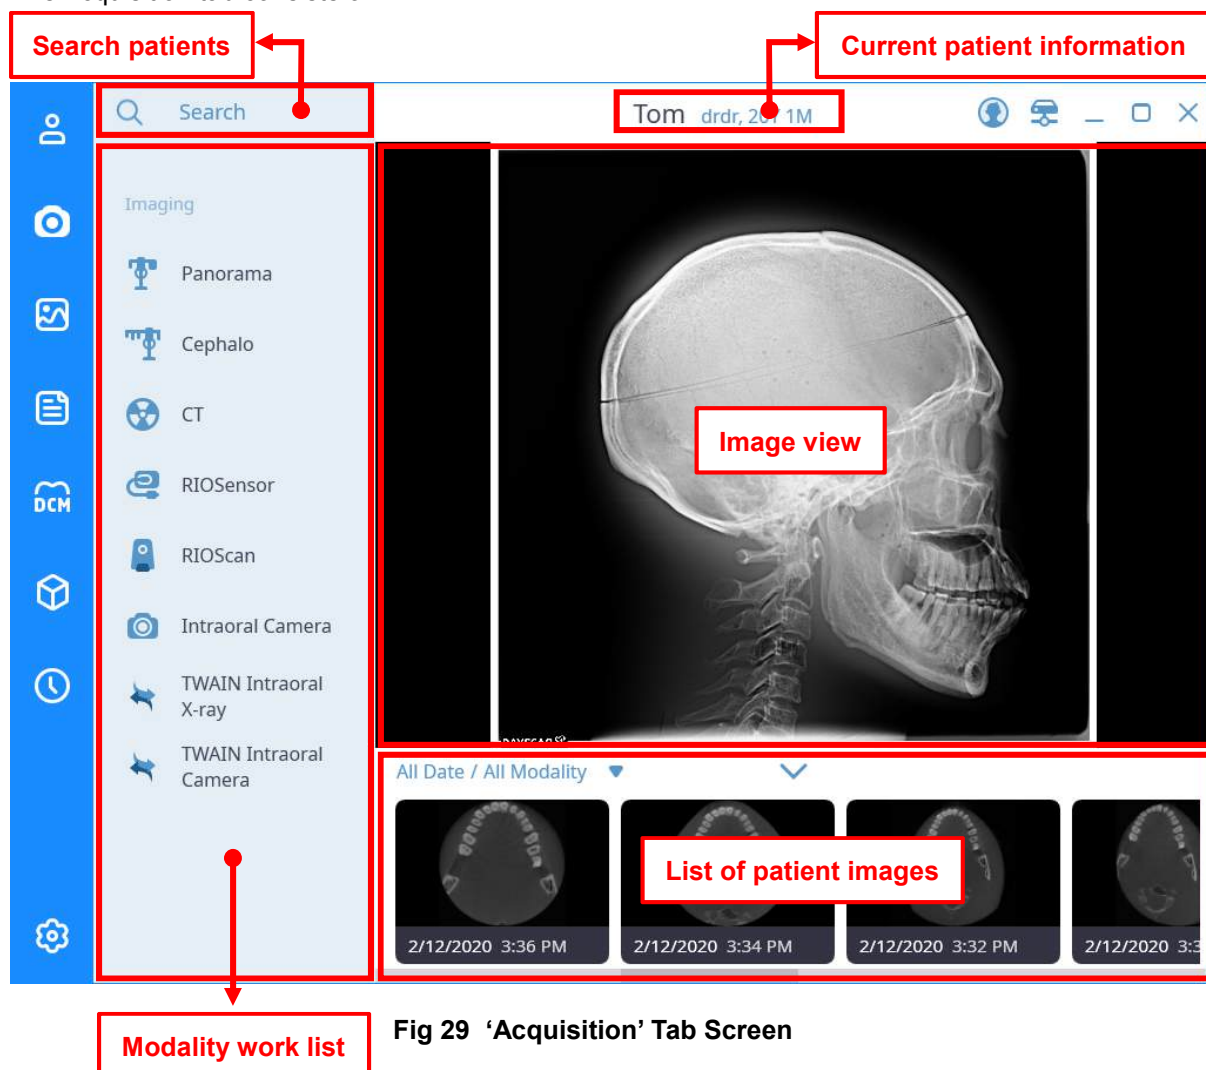 Search patients
Current patient information
Search
Tom drdr, 20Y 1M
Imaging
Panorama
Cephalo
CT
RIOSensor
RIOScan
Intraoral Camera
TWAIN Intraoral
X-ray
TWAIN Intraoral
Camera
DCM
Image view
All Date / All Modality
List of patient images
2/12/2020 3:36 PM
2/12/2020 3:34 PM
2/12/2020 3:32 PM
2/12/2020 3:3
Modality work list
Fig 29 ‘Acquisition’ Tab Screen